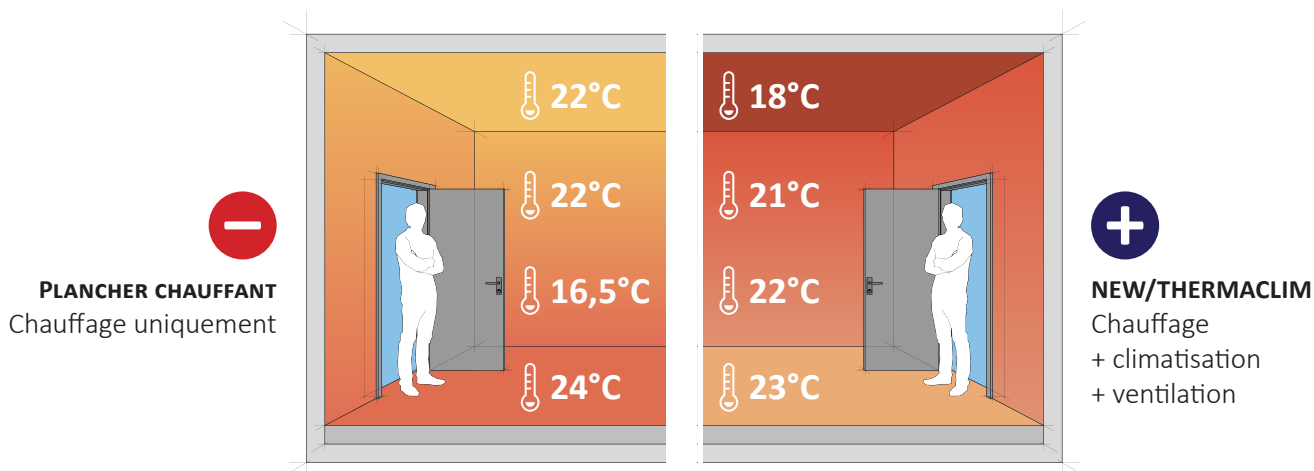 PLANCHER CHAUFFANT
Chauffage uniquement
22°C
22°C
16,5°C
24°C
18°C
21°C
22°C
23°C
NEW/THERMACLIM
Chauffage
+ climatisation
+ ventilation